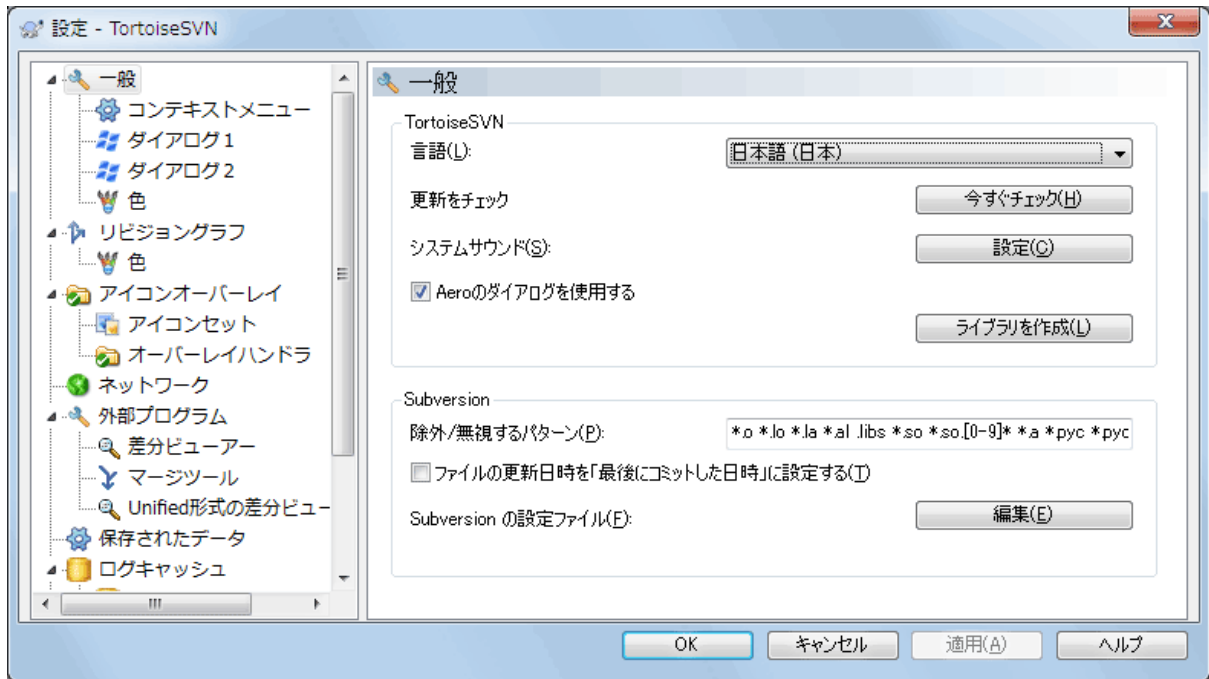 設定 - TortoiseSVN
一般
コンテキストメニュー
ダイアログ1
ダイアログ2
色
リビジョングラフ
色
アイコンオーバーレイ
アイコンセット
オーバーレイハンドラ
ネットワーク
外部プログラム
差分ビューアー
マージツール
Unified形式の差分ビュー
保存されたデータ
ログキャッシュ
一般
TortoiseSVN
言語(L):
日本語 (日本)
更新をチェック
今すぐチェック(H)
システムサウンド(S):
設定(C)
Aeroのダイアログを使用する
ライブラリを作成(L)
Subversion
除外/無視するパターン(P):
*.o *.lo *.la *.al .libs *.so *.so.[0-9]* *.a *.pyc *.pyc
ファイルの更新日時を「最後にコミットした日時」に設定する(T)
Subversion の設定ファイル(F):
編集(E)
OK
キャンセル
適用(A)
ヘルプ